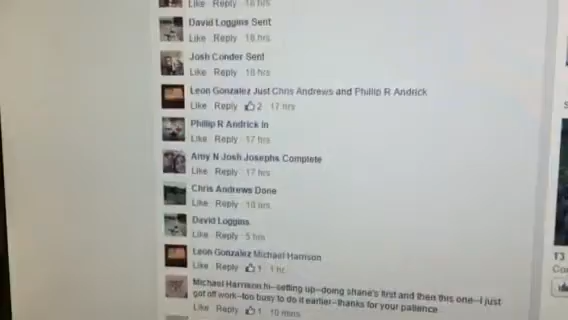 Like Reply 18 hrs
David Loggins Sent
Like Reply 18 hrs
Josh Conder Sent
Like Reply 18 hrs
Leon Gonzalez Just Chris Andrews and Phillip R Andrick
Like Reply 2 17 hrs
Phillip R Andrick In
Like Reply 17 hrs
Amy N Josh Josephs Complete
Like Reply 17 hrs
Chris Andrews Done
Like Reply 10 hrs
David Loggins
Like Reply 5 hrs
Leon Gonzalez Michael Harrison
Like Reply 1 1 hr
Michael Harrison hi--setting up--doing shane's first and then this one--I just
got off work--too busy to do it earlier--thanks for your patience
Like Reply 1 10 mins
T3